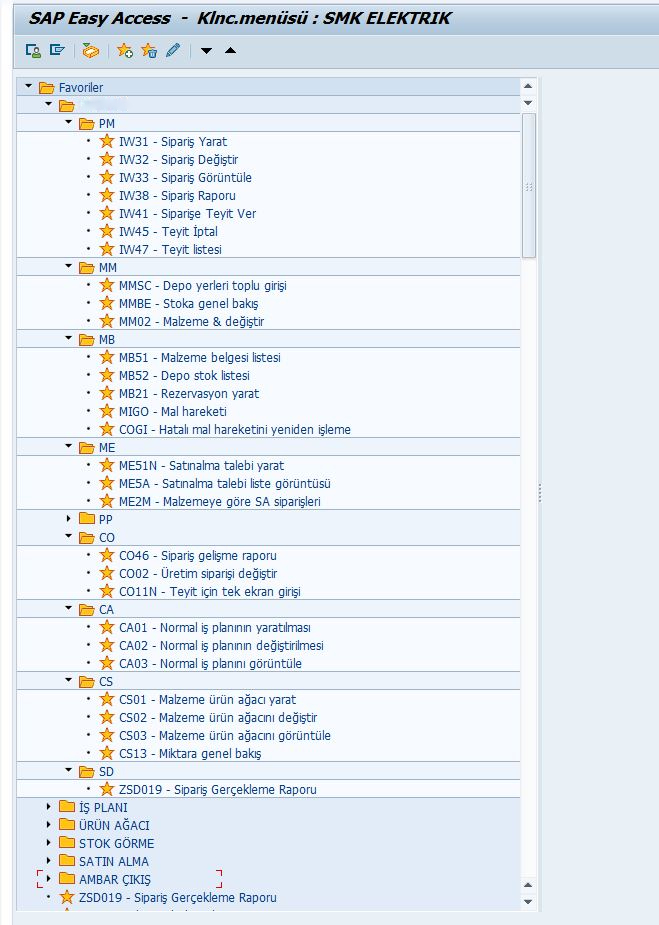 SAP Easy Access - Klnc.menüsü : SMK ELEKTRIK
Favoriler
PM
IW31 - Sipariş Yarat
IW32 - Sipariş Değiştir
IW33 - Sipariş Görüntüle
IW38 - Sipariş Raporu
IW41 - Siparişe Teyit Ver
IW45 - Teyit İptal
IW47 - Teyit listesi
MM
MMSC - Depo yerleri toplu girişi
MMBE - Stoka genel bakış
MM02 - Malzeme & değiştir
MB
MB51 - Malzeme belgesi listesi
MB52 - Depo stok listesi
MB21 - Rezervasyon yarat
MIGO - Mal hareketi
COGI - Hatalı mal hareketini yeniden işleme
ME
ME51N - Satınalma talebi yarat
ME5A - Satınalma talebi liste görüntüsü
ME2M - Malzemeye göre SA siparişleri
PP
CO
CO46 - Sipariş gelişme raporu
CO02 - Üretim siparişi değiştir
CO11N - Teyit için tek ekran girişi
CA
CA01 - Normal iş planının yaratılması
CA02 - Normal iş planının değiştirilmesi
CA03 - Normal iş planını görüntüle
CS
CS01 - Malzeme ürün ağacı yarat
CS02 - Malzeme ürün ağacını değiştir
CS03 - Malzeme ürün ağacını görüntüle
CS13 - Miktara genel bakış
SD
ZSD019 - Sipariş Gerçekleme Raporu
İŞ PLANI
ÜRÜN AĞACI
STOK GÖRME
SATIN ALMA
AMBAR ÇIKIŞ
ZSD019 - Sipariş Gerçekleme Raporu